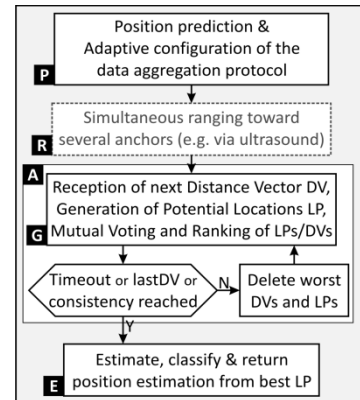 Position prediction &
Adaptive configuration of the
data aggregation protocol
P
Simultaneous ranging toward
several anchors (e.g. via ultrasound)
R
A
Reception of next Distance Vector DV,
Generation of Potential Locations LP,
Mutual Voting and Ranking of LPs/DVs
G
Timeout or lastDV or
consistency reached
N
Delete worst
DVs and LPs
Y
Estimate, classify & return
position estimation from best LP
E